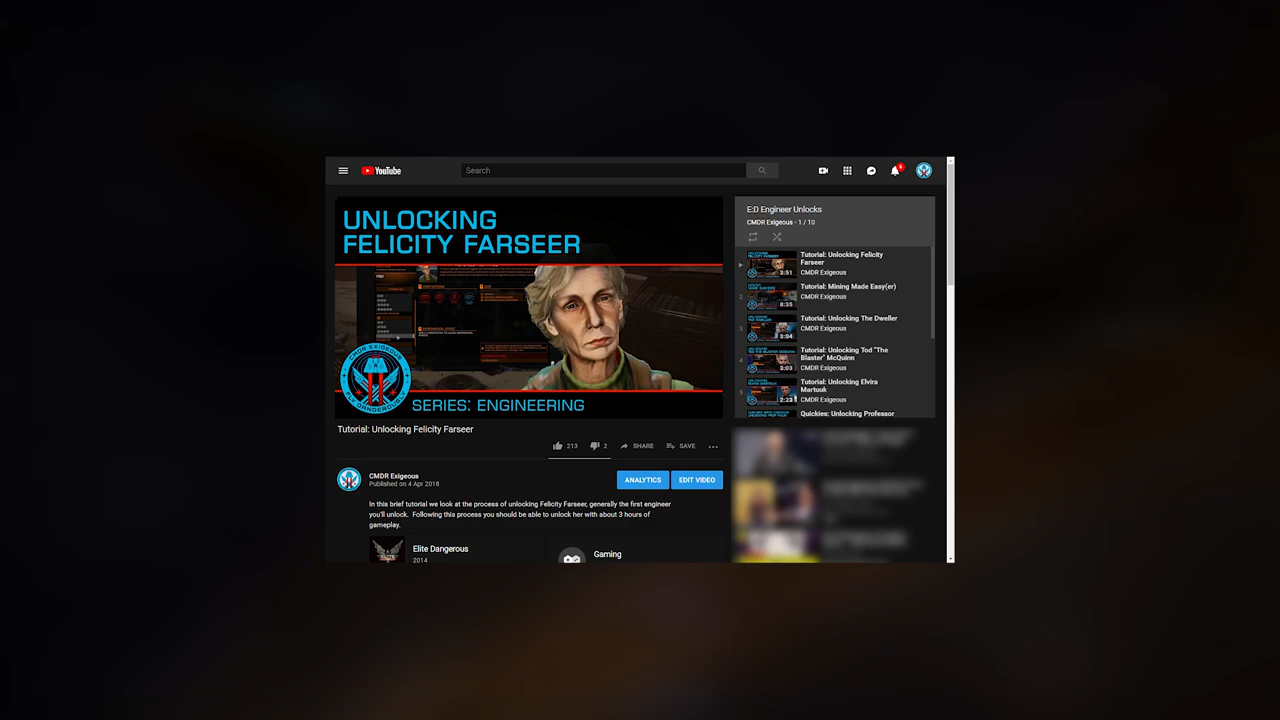 YouTube
Search
6
UNLOCKING
FELICITY FARSEER
CMDR EXIGEOUS
SERIES: ENGINEERING
Tutorial: Unlocking Felicity Farseer
213
2
SHARE
SAVE
CMDR Exigeous
Published on 4 Apr 2018
ANALYTICS
EDIT VIDEO
In this brief tutorial we look at the process of unlocking Felicity Farseer, generally the first engineer
you'll unlock. Following this process you should be able to unlock her with about 3 hours of
gameplay.
Elite Dangerous
2014
Gaming
E:D Engineer Unlocks
CMDR Exigeous - 1 / 10
Tutorial: Unlocking Felicity
Farseer
CMDR Exigeous
3:51
2
Tutorial: Mining Made Easy(er)
CMDR Exigeous
8:35
3
Tutorial: Unlocking The Dweller
CMDR Exigeous
3:04
4
Tutorial: Unlocking Tod "The
Blaster" McQuinn
CMDR Exigeous
3:03
5
Tutorial: Unlocking Elvira
Martuuk
CMDR Exigeous
2:23
Quickies: Unlocking Professor